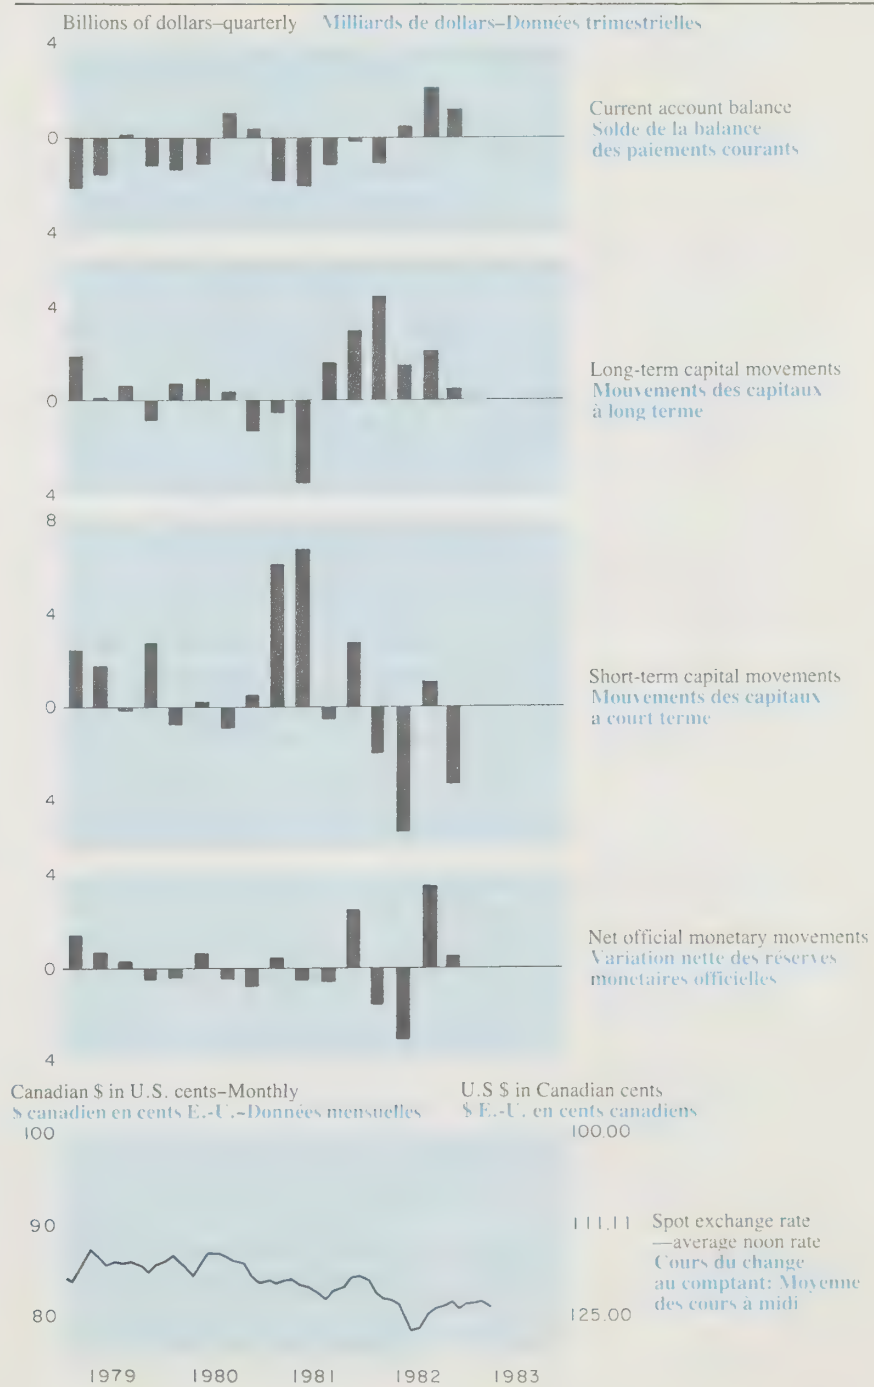 Billions of dollars–quarterly Milliards de dollars–Données trimestrielles
4
0
4
Current account balance
Solde de la balance
des paiements courants
4
0
4
Long-term capital movements
Mouvements des capitaux
à long terme
8
4
0
4
Short-term capital movements
Mouvements des capitaux
a court terme
4
0
4
Net official monetary movements
Variation nette des réserves
monetaires officielles
Canadian $ in U.S. cents–Monthly U.S $ in Canadian cents
$ canadien en cents E.-U.–Données mensuelles $ E.-U. en cents canadiens
100 100.00
90 111.11
80 125.00
Spot exchange rate
—average noon rate
Cours du change
au comptant: Moyenne
des cours à midi
1979 1980 1981 1982 1983